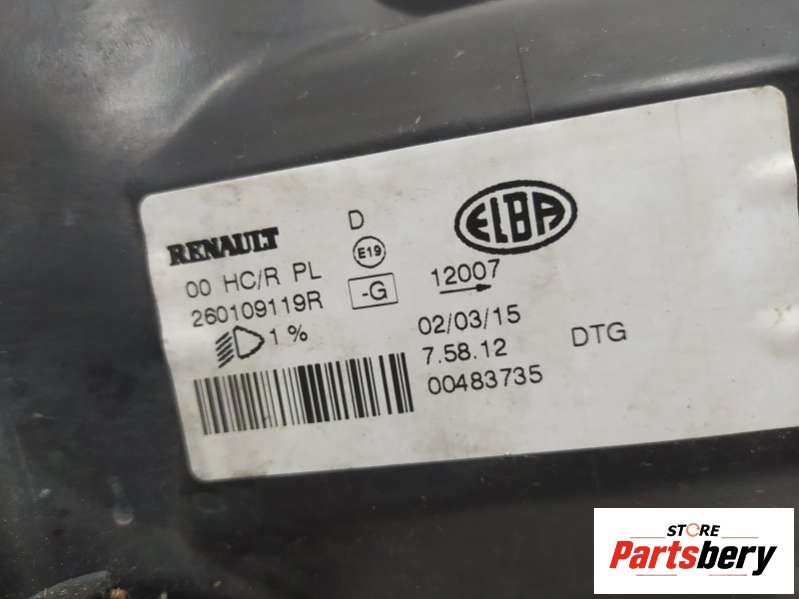 RENAULT
D
ELBA
00 HC/R PL
E19
12007
260109119R
-G
1 %
02/03/15
7.58.12
DTG
00483735
STORE
Partsbery